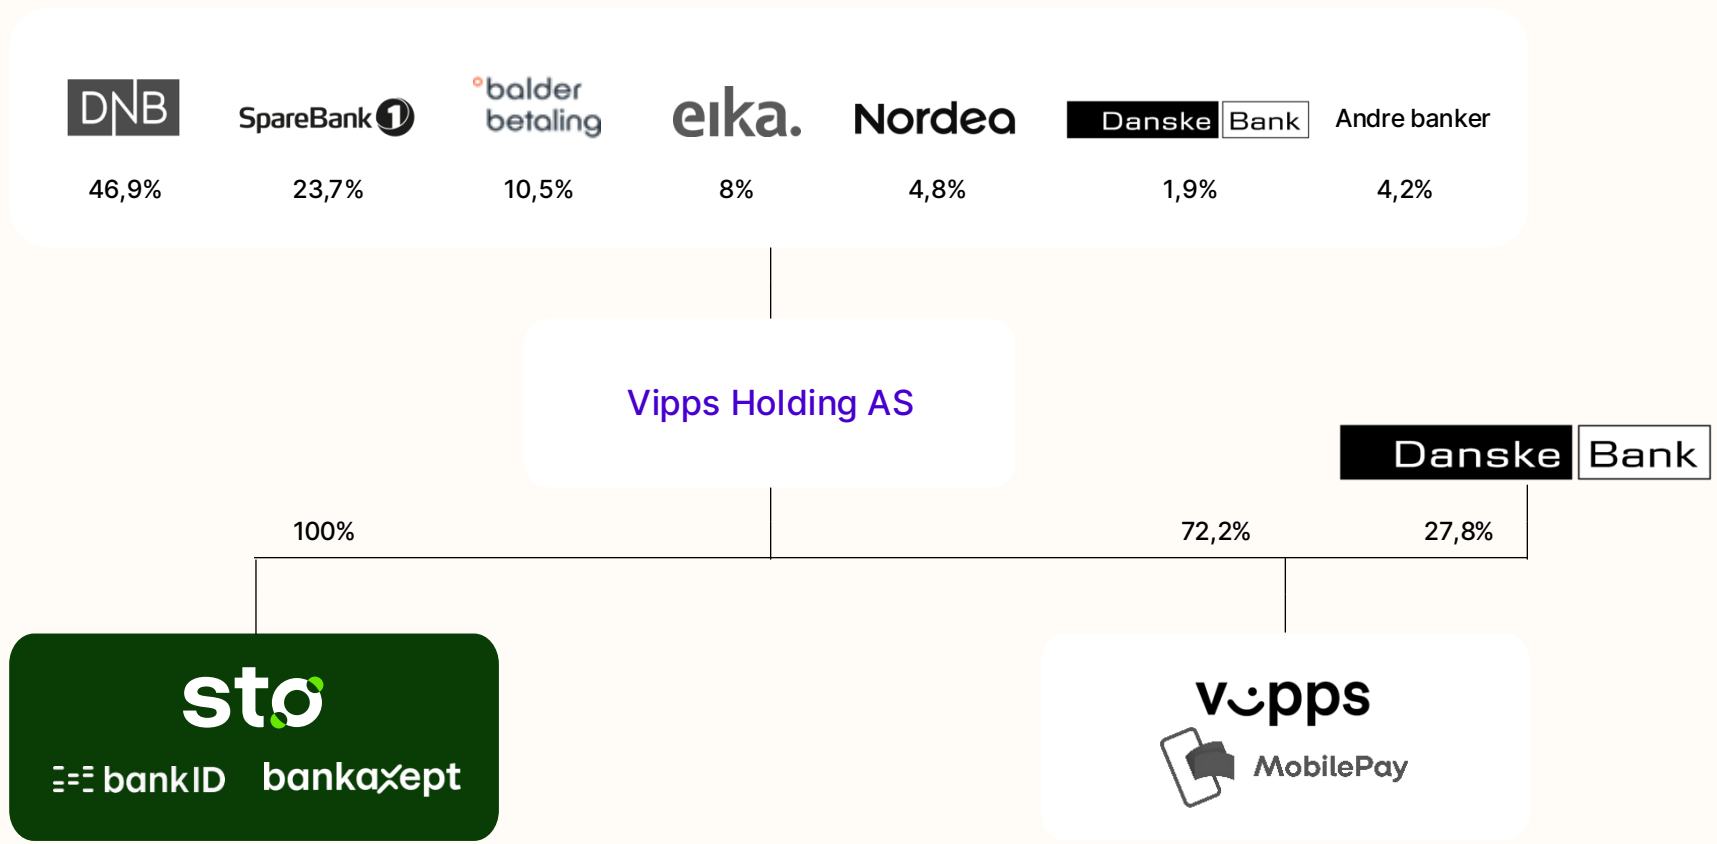 DNB
SpareBank 1
balder
betaling
eika.
Nordea
Danske Bank
Andre banker
46,9%
23,7%
10,5%
8%
4,8%
1,9%
4,2%
Vipps Holding AS
Danske Bank
100%
72,2%
27,8%
stø
bankID
bankaxept
vipps
MobilePay